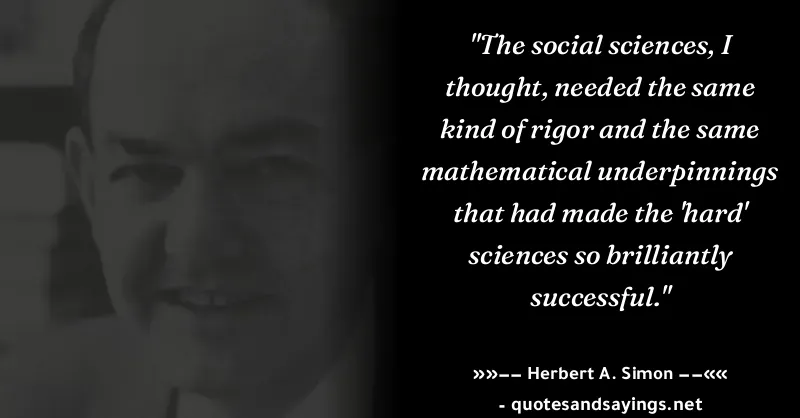 "The social sciences, I
thought, needed the same
kind of rigor and the same
mathematical underpinnings
that had made the 'hard'
sciences so brilliantly
successful."
»»−− Herbert A. Simon −−««
- quotesandsayings.net